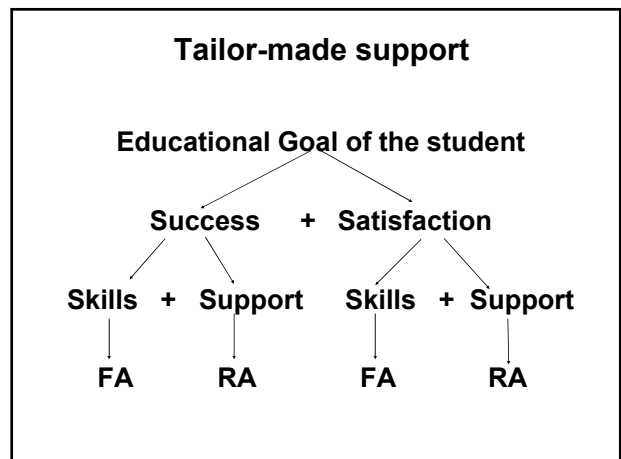 Tailor-made support
Educational Goal of the student
Success + Satisfaction
Skills + Support Skills + Support
FA RA FA RA